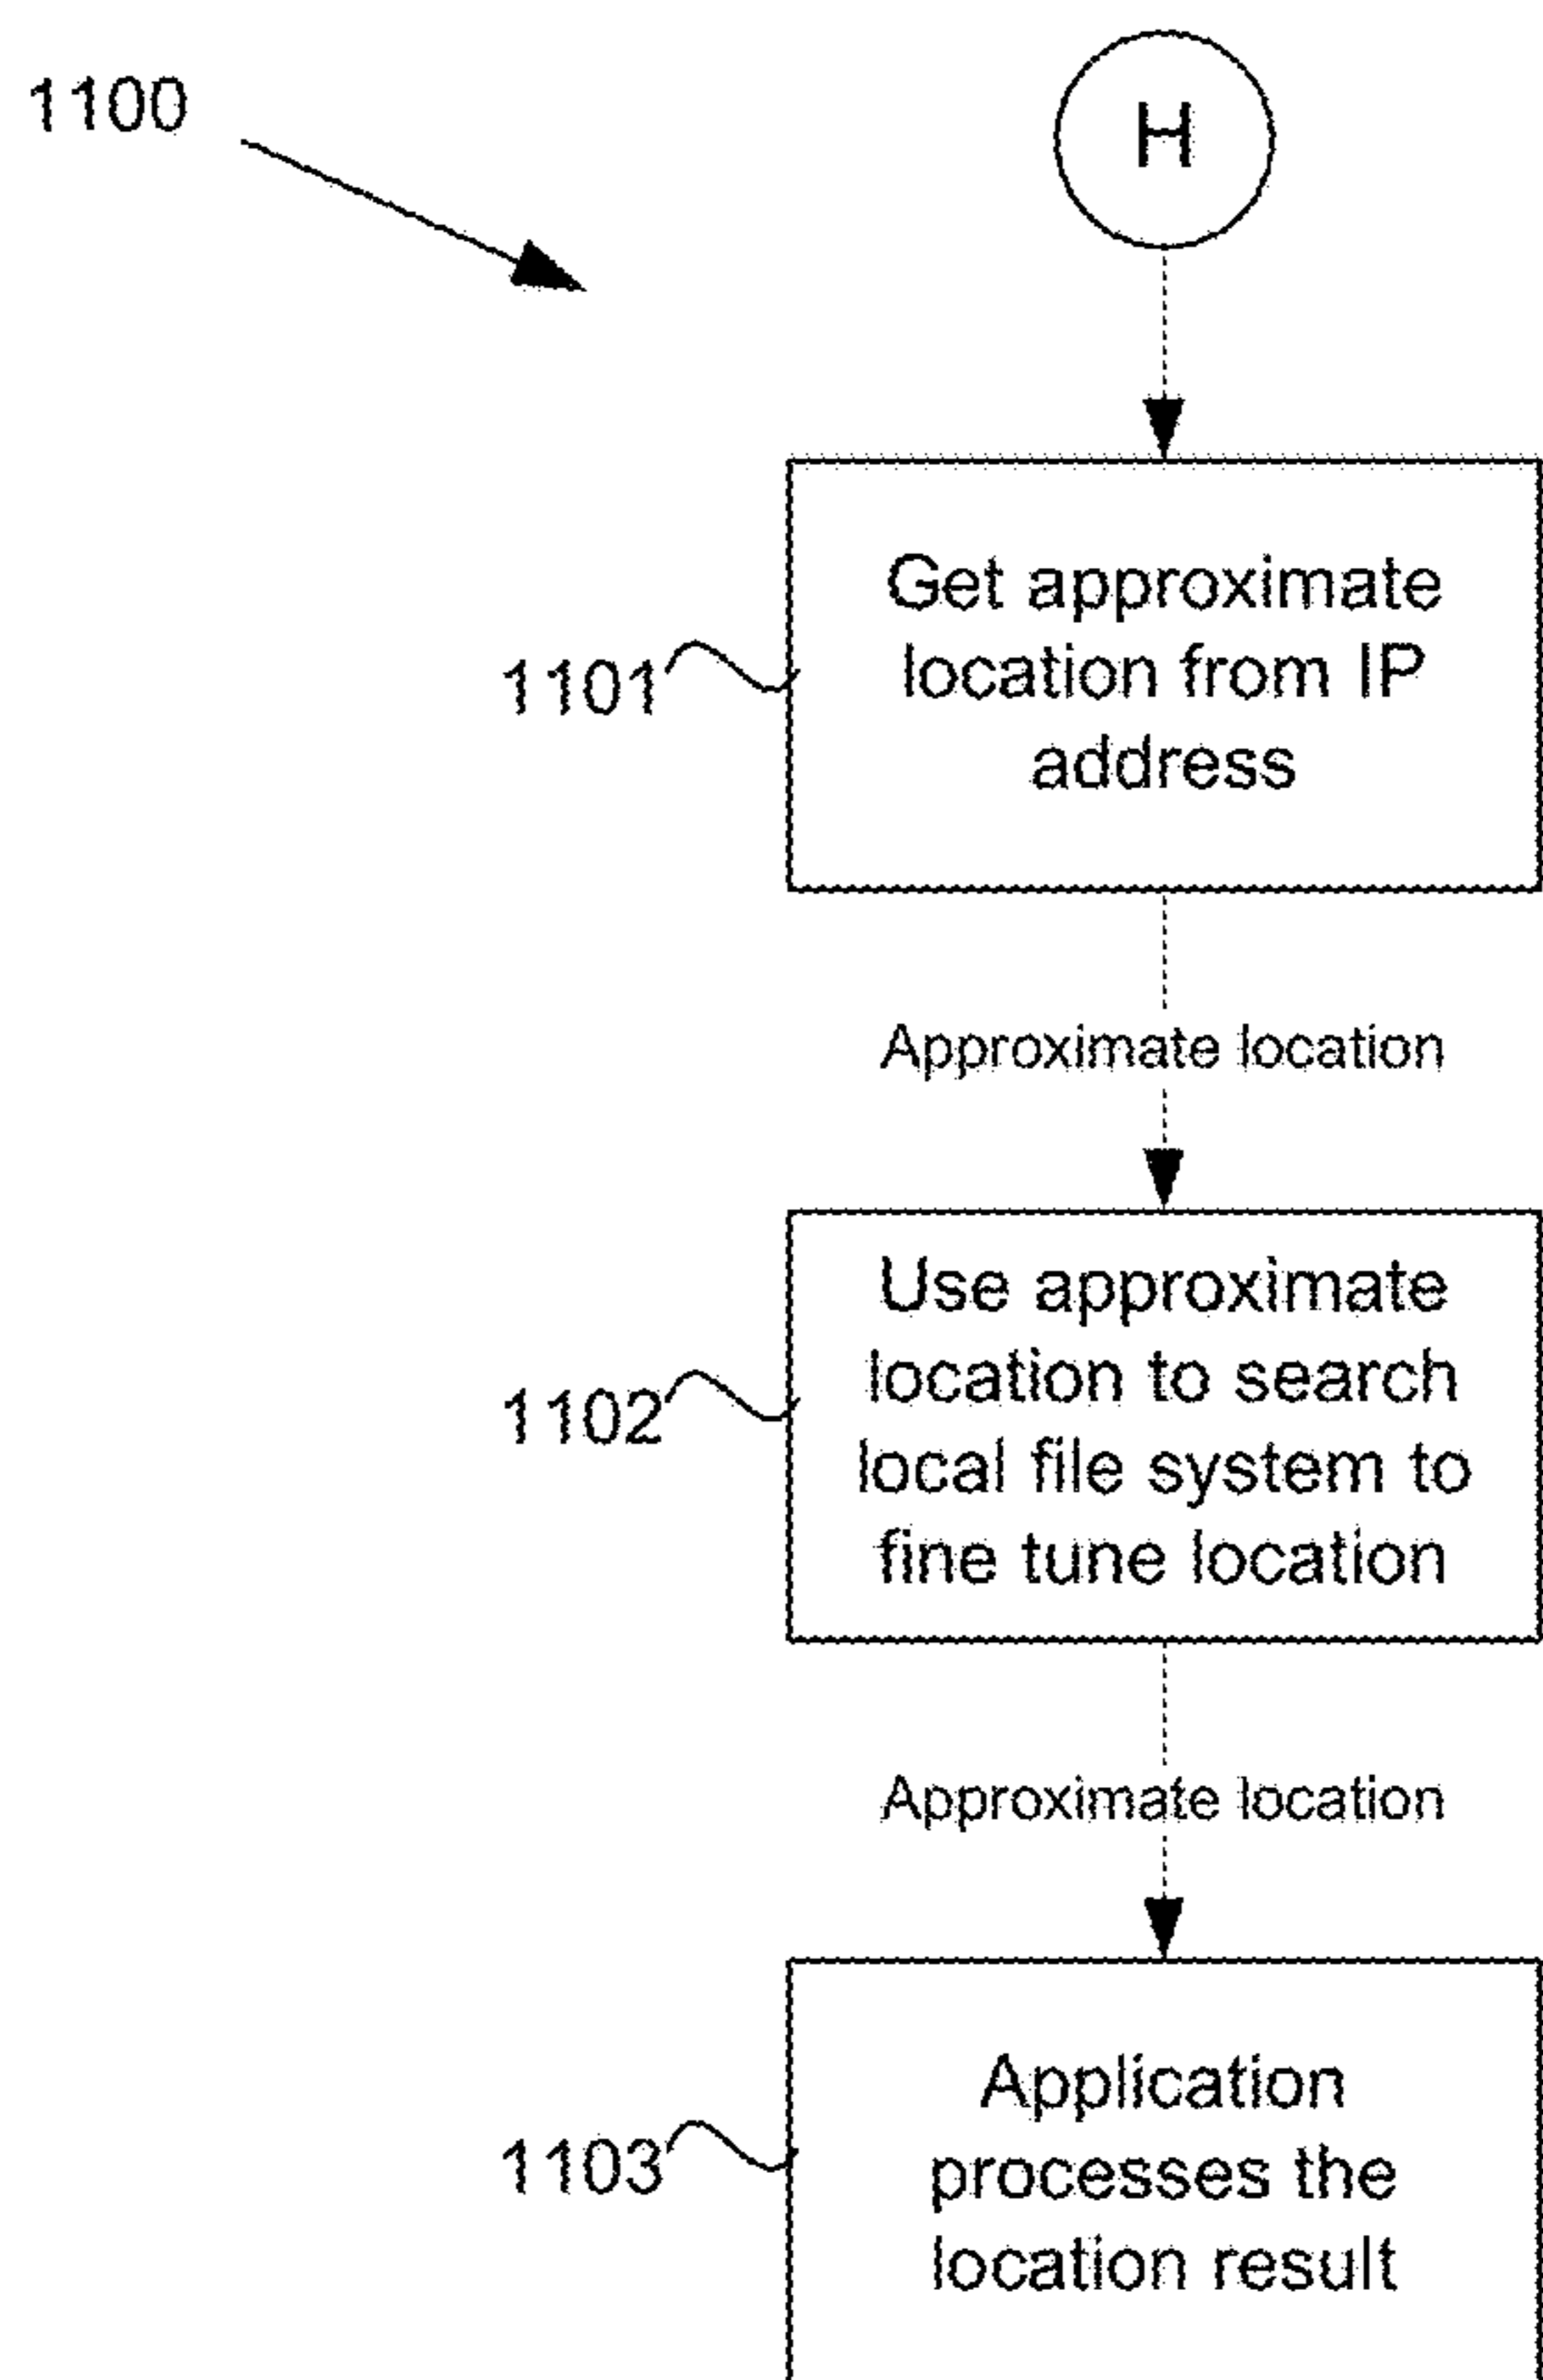 1100
H
Get approximate
location from IP
address
1101
Approximate location
Use approximate
location to search
local file system to
fine tune location
1102
Approximate location
Application
processes the
location result
1103